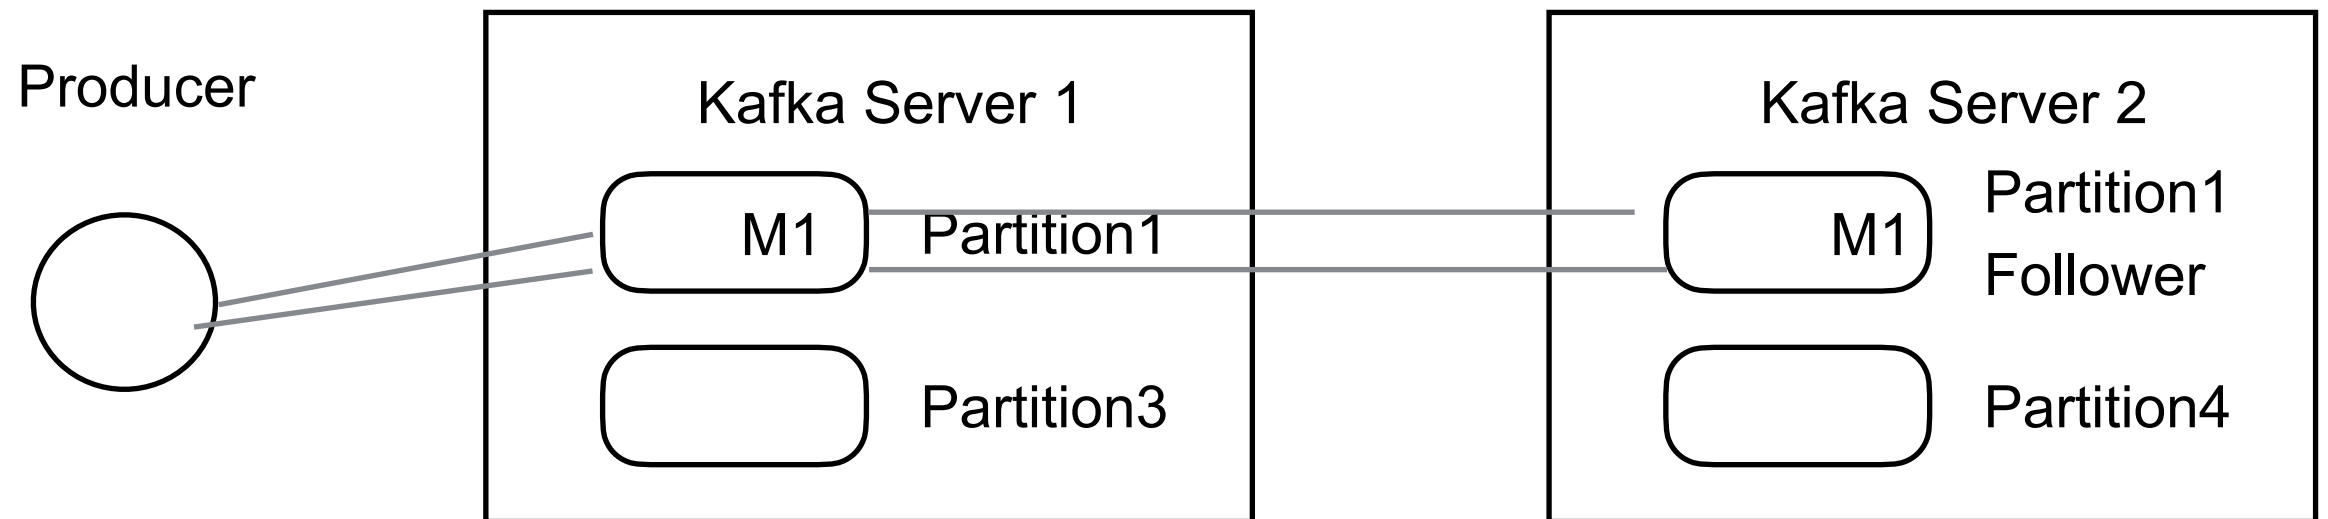 Producer
Kafka Server 1
M1
Partition1
Partition3
Kafka Server 2
M1
Partition1
Follower
Partition4